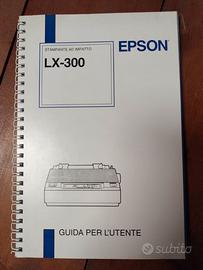 STAMPANTE AD IMPATTO
EPSON
LX-300
GUIDA PER L'UTENTE
subito